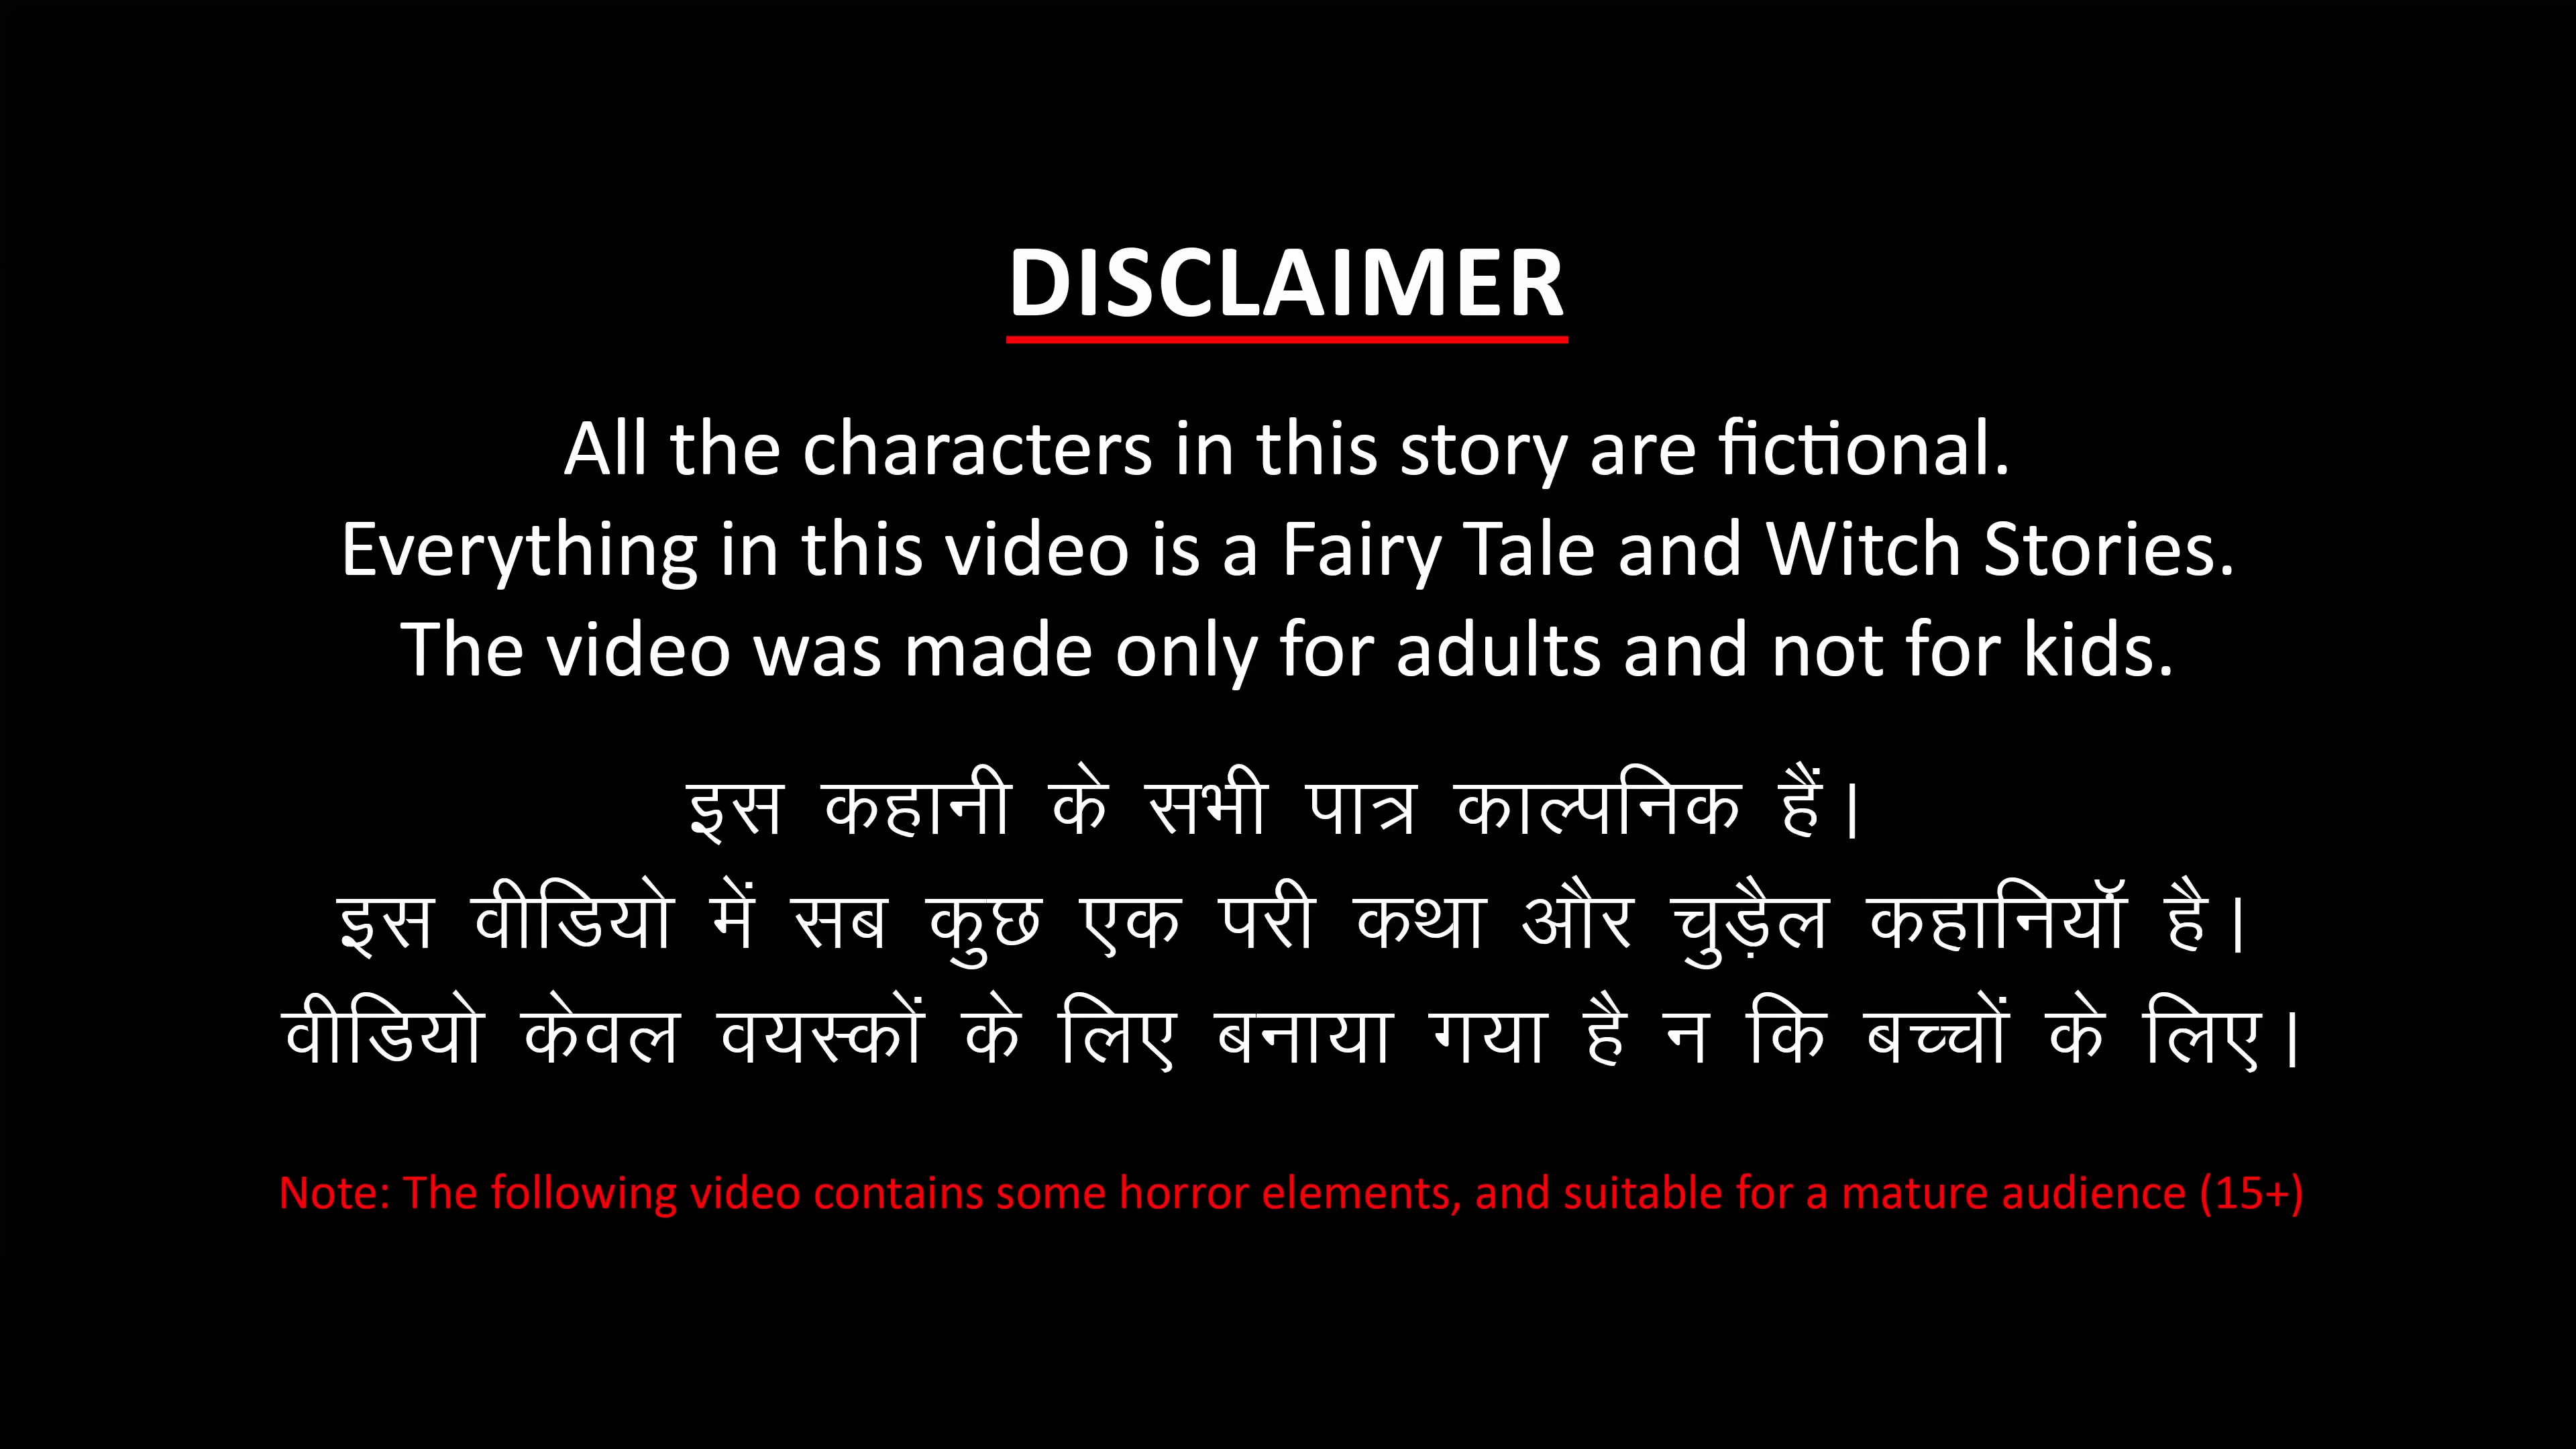 DISCLAIMER
All the characters in this story are fictional.
Everything in this video is a Fairy Tale and Witch Stories.
The video was made only for adults and not for kids.
इस कहानी के सभी पात्र काल्पनिक हैं।
इस वीडियो में सब कुछ एक परी कथा और चुड़ैल कहानियाॅं है।
वीडियो केवल वयस्कों के लिए बनाया गया है न कि बच्चों के लिए।
Note: The following video contains some horror elements, and suitable for a mature audience (15+)